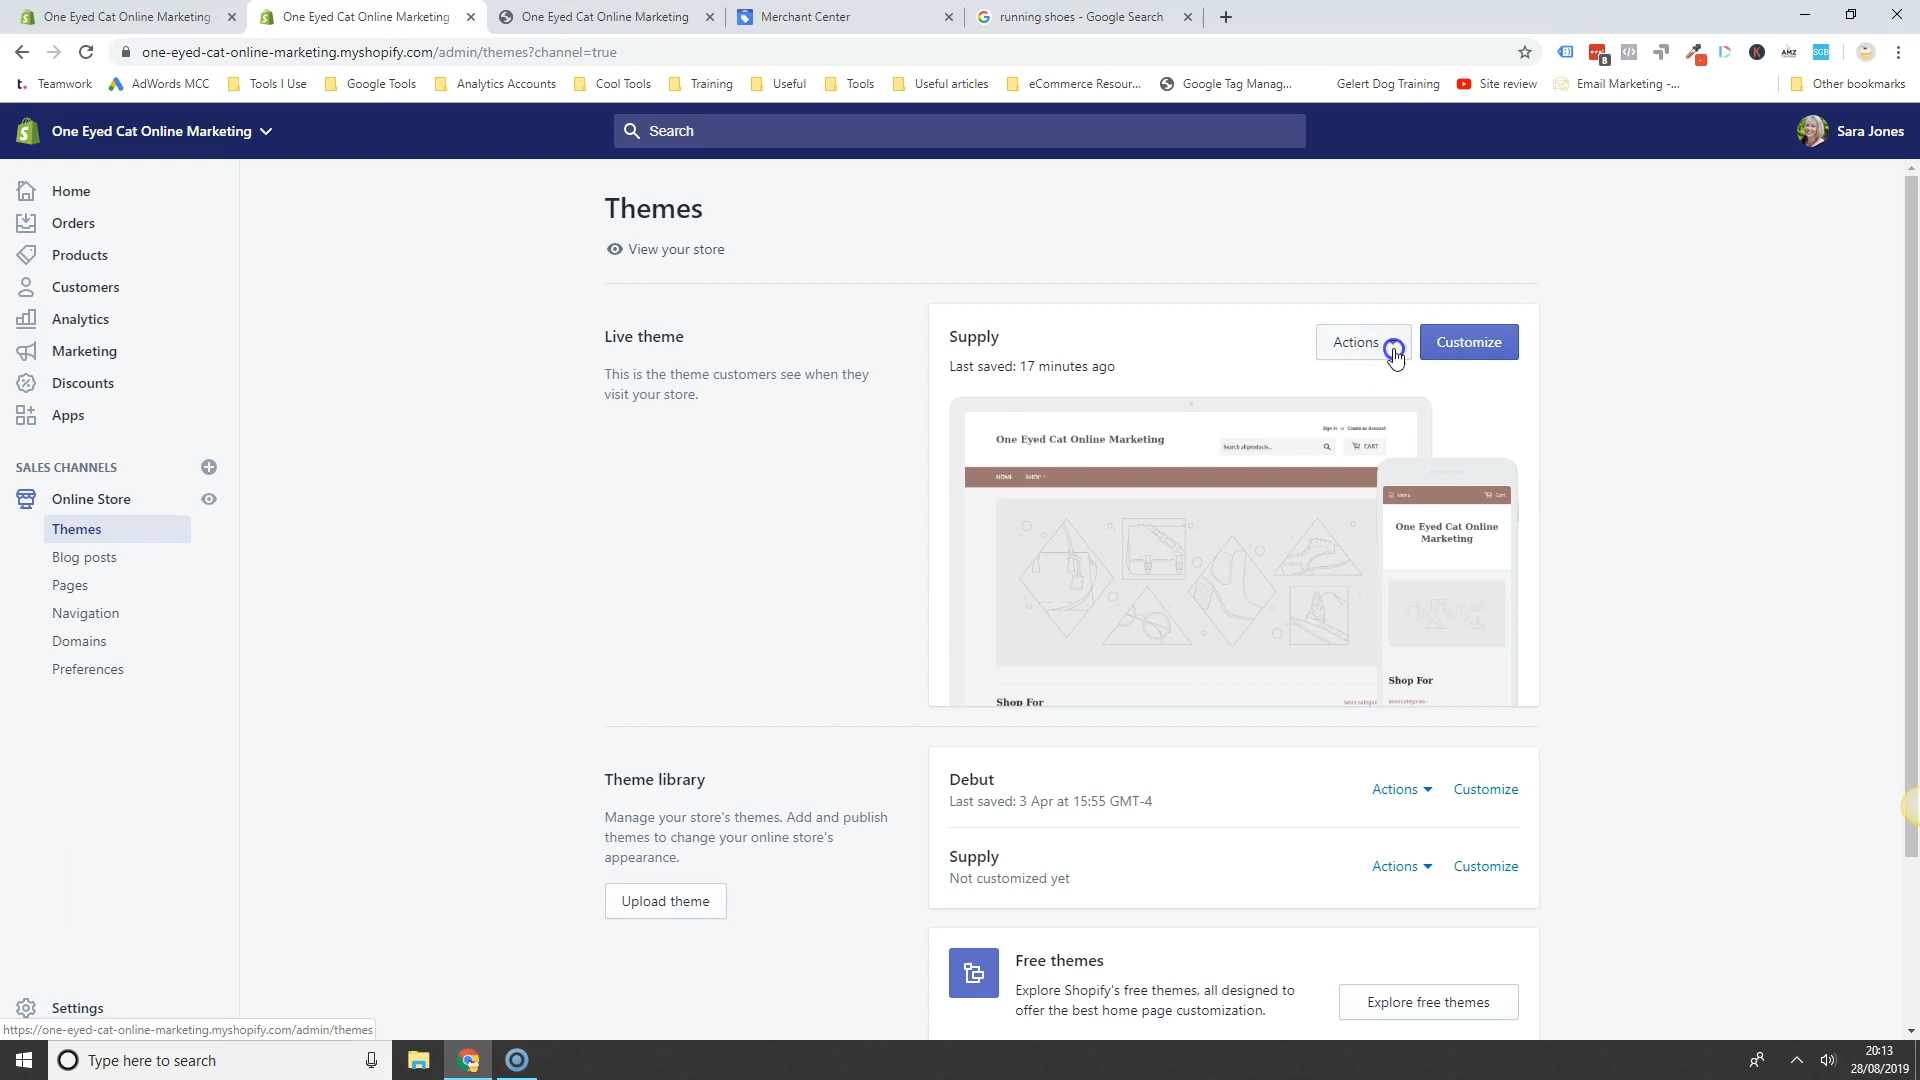 One Eyed Cat Online Marketing
One Eyed Cat Online Marketing
One Eyed Cat Online Marketing
Merchant Center
running shoes - Google Search
one-eyed-cat-online-marketing.myshopify.com/admin/themes?channel=true
8
K
AMZ
SGB
Teamwork
AdWords MCC
Tools I Use
Google Tools
Analytics Accounts
Cool Tools
Training
Useful
Tools
Useful articles
eCommerce Resour...
Google Tag Manag...
Gelert Dog Training
Site review
Email Marketing -...
Other bookmarks
One Eyed Cat Online Marketing
Search
Sara Jones
Home
Orders
Products
Customers
Analytics
Marketing
Discounts
Apps
SALES CHANNELS
Online Store
Themes
Blog posts
Pages
Navigation
Domains
Preferences
Settings
Themes
View your store
Live theme
This is the theme customers see when they
visit your store.
Supply
Last saved: 17 minutes ago
Actions
Customize
Sign in or Create an Account
One Eyed Cat Online Marketing
Search all products...
CART
HOME
SHOP
Shop For
Menu
Cart
One Eyed Cat Online
Marketing
Shop For
More categories ›
Theme library
Manage your store's themes. Add and publish
themes to change your online store's
appearance.
Upload theme
Debut
Last saved: 3 Apr at 15:55 GMT-4
Actions
Customize
Supply
Not customized yet
Actions
Customize
Free themes
Explore Shopify's free themes, all designed to
offer the best home page customization.
Explore free themes
https://one-eyed-cat-online-marketing.myshopify.com/admin/themes
Type here to search
20:13
28/08/2019